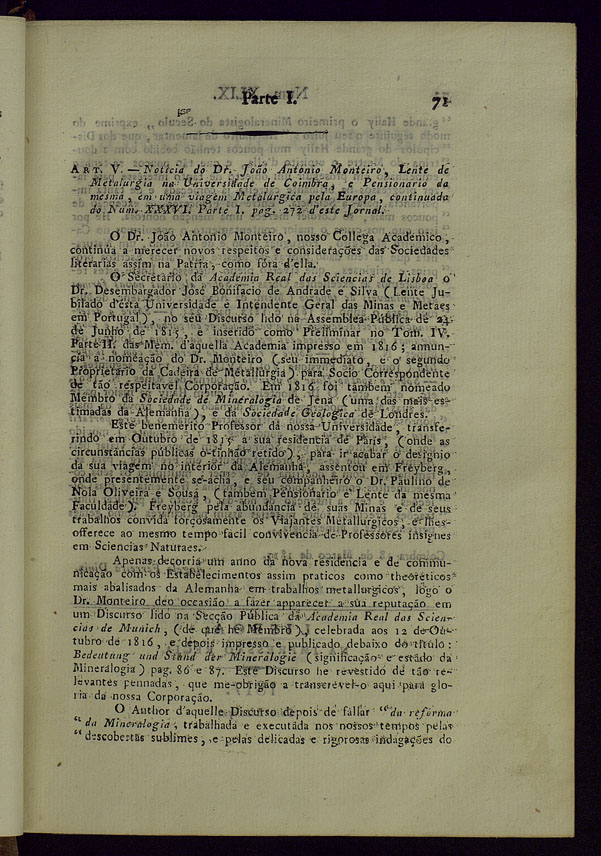 Parte I. 71
ART. V. — Noticia do Dr. João Antonio Monteiro, Lente de
Metalurgia na Universidade de Coimbra, e Pensionario da
mesma, em uma viagem Metalurgica pela Europa, continuada
do Num. XXXVI. Parte I. pag. 272 d'este Jornal.
O Dr. João Antonio Monteiro, nosso Collega Academico,
continúa a merecer novos respeitos e considerações das Sociedades
literarias assim na Patria, como fóra d'ella.
O Secretario da Academia Real das Sciencias de Lisboa o
Dr. Desembargador José Bonifacio de Andrade e Silva (Lente Ju-
bilado d'esta Universidade e Intendente Geral das Minas e Metaes
em Portugal), no seu Discurso lido na Assemblea Pública de 24
de Junho de 1815, e inserido como Preliminar no Tom. IV.
Parte II. das Mem. d'aquella Academia impresso em 1816; annun-
cia a nomeação do Dr. Monteiro (seu immediato, e o segundo
Proprietario da Cadeira de Metallurgia) para Socio Correspondente
de tão respeitavel Corporação. Em 1816 foi tambem nomeado
Membro da Sociedade de Mineralogia de Jena (uma das mais es-
timadas da Alemanha), e da Sociedade Geologica de Londres.
Este benemerito Professor da nossa Universidade, transfe-
rindo em Outubro de 1815 a sua residencia de Paris, (onde as
circunstâncias públicas o-tinhão retido), para ir acabar o designio
da sua viagem no interior da Alemanha, assentou em Freyberg,
onde presentemente se-acha, e seu companheiro o Dr. Paulino de
Nola Oliveira e Sousa, (tambem Pensionario e Lente da mesma
Faculdade). Freyberg pela abundancia de suas Minas e de seus
trabalhos convida forçosamente os Viajantes Metallurgicos, e lhes-
offerece ao mesmo tempo facil convivencia de Professores insignes
em Sciencias Naturaes.
Apenas decorria um anno da nova residencia e de commu-
nicação com os Estabelecimentos assim praticos como theoréticos
mais abalisados da Alemanha em trabalhos metallurgicos, logo o
Dr. Monteiro deo occasião a fazer apparecer a sua reputação em
um Discurso lido na Secção Pública da Academia Real das Scien-
cias de Munich, (de que he Membro), celebrada aos 12 de Ou-
tubro de 1816, e depois impresso e publicado debaixo do título:
Bedeutung und Stand der Mineralogie (significação e estado da
Mineralogia) pag. 86 e 87. Este Discurso he revestido de tão re-
levantes pennadas, que me-obrigão a transcrevel-o aqui para glo-
ria da nossa Corporação.
O Author d'aquelle Discurso depois de fallar "da reforma
"da Mineralogia, trabalhada e executáda nos nossos tempos pelas
"descobertas sublimes, e pelas delicadas e rigorosas indagações do